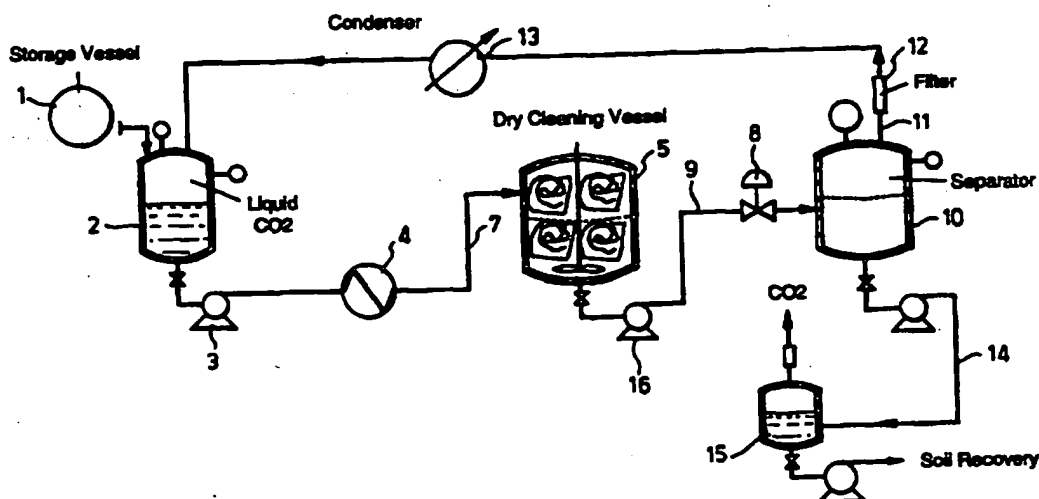 Condenser
13
12
Storage Vessel
Filter
1
11
Dry Cleaning Vessel
5
8
9
Separator
Liquid
CO2
2
10
4
7
CO2
3
16
14
15
Soil Recovery